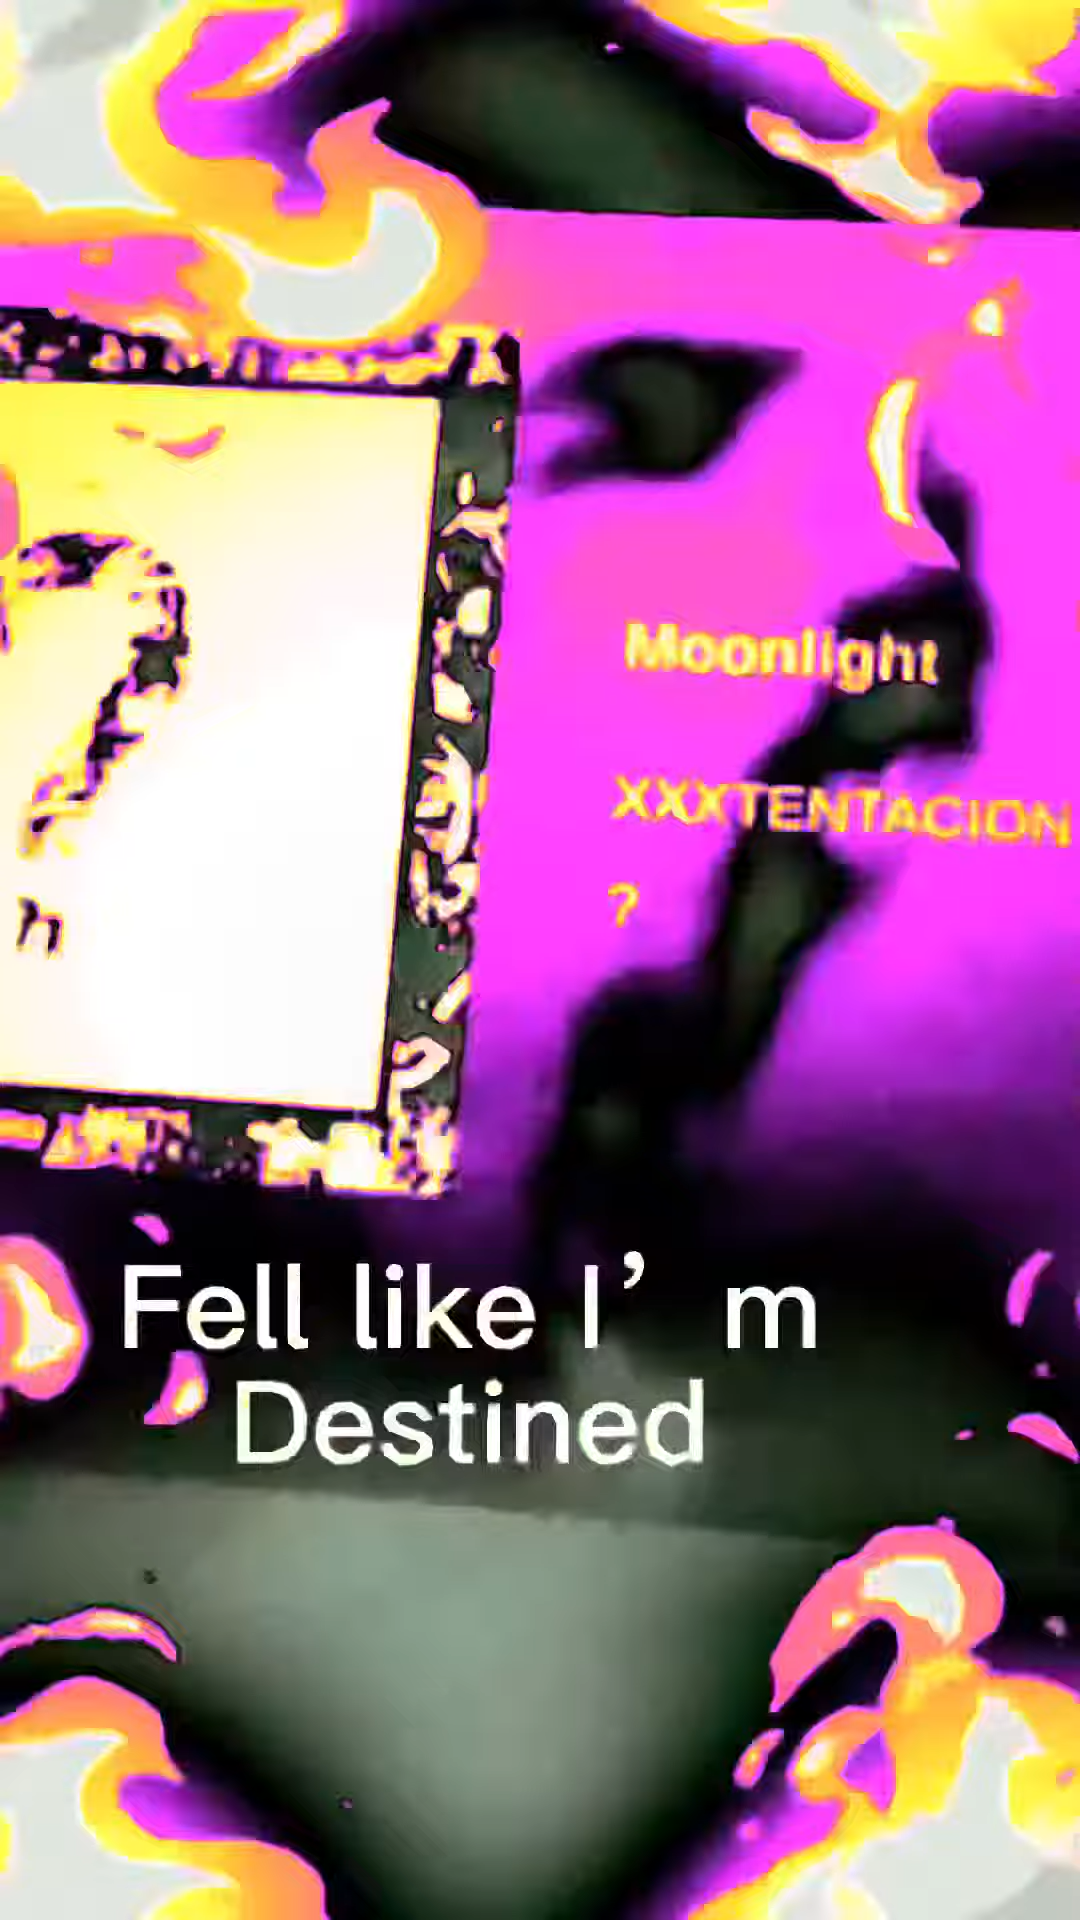 Moonlight
XXXTENTACION
?
?
n
Fell like I’m
Destined